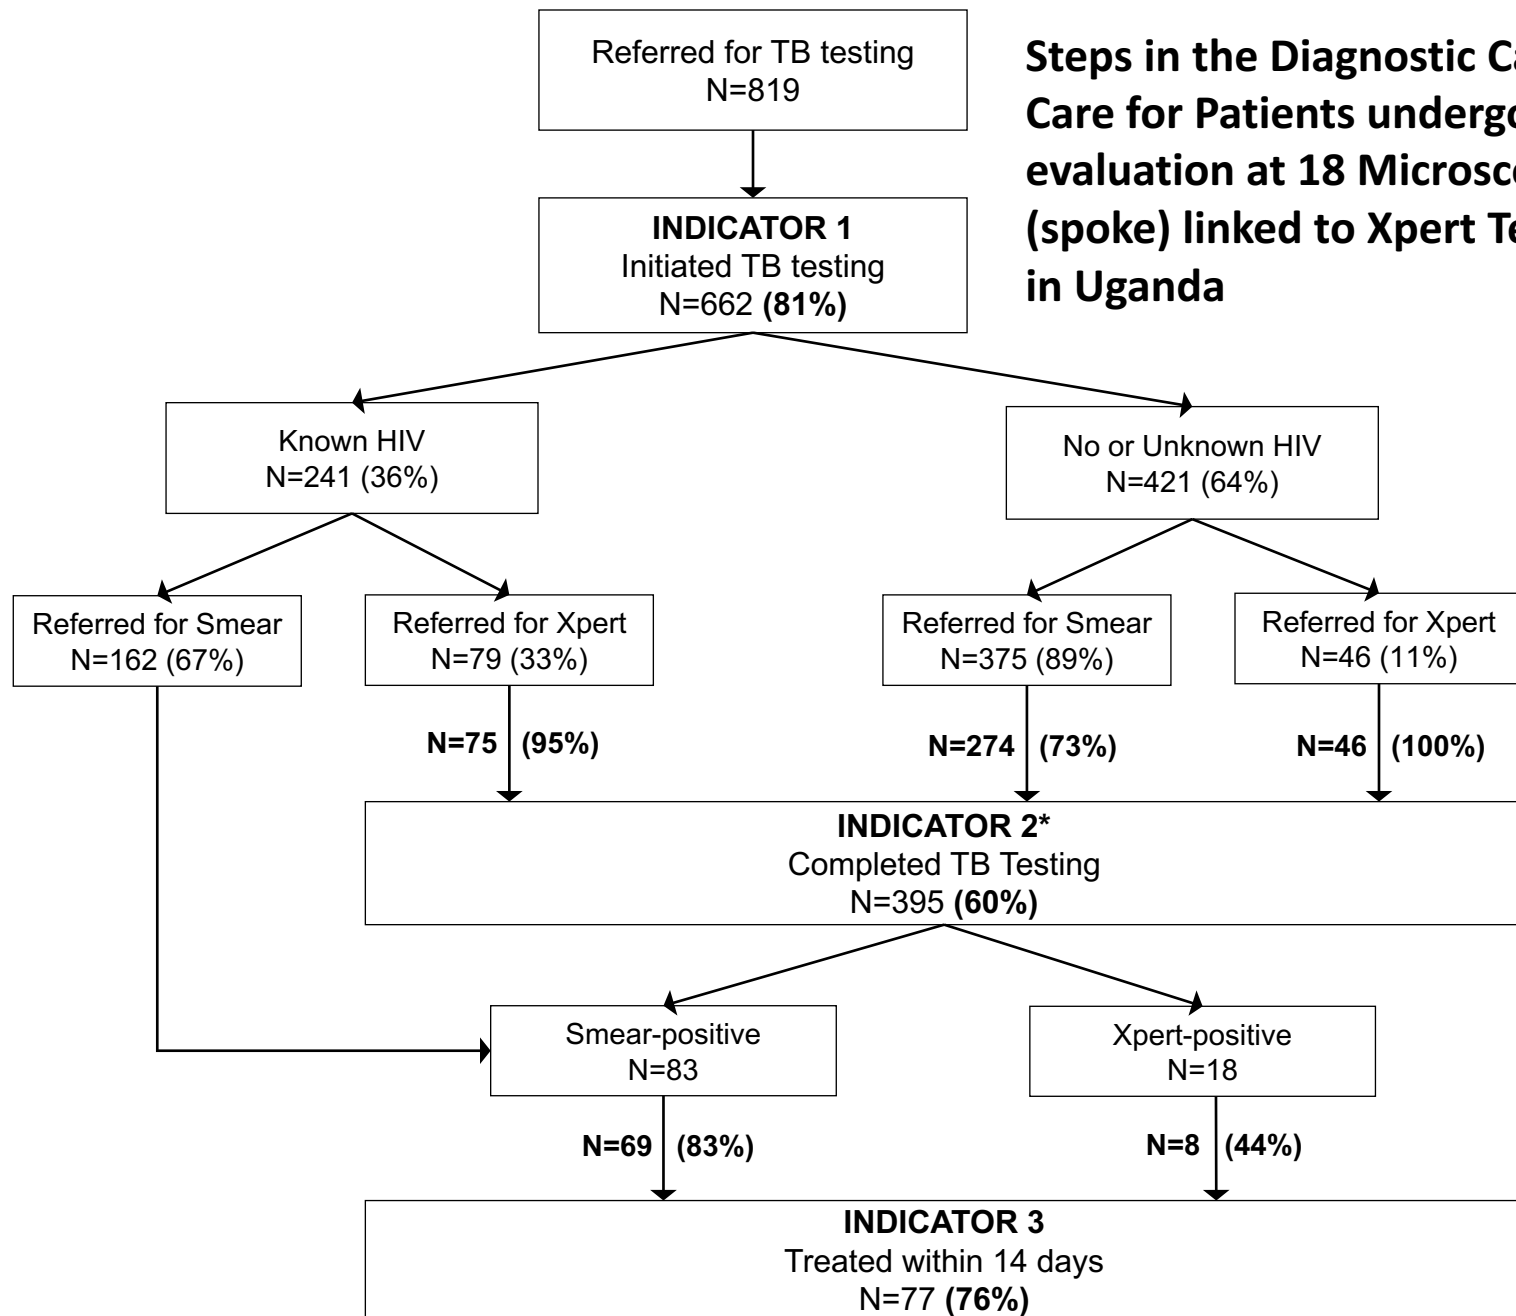 Referred for TB testing
N=819
Steps in the Diagnostic
Care for Patients
evaluation at 18
(spoke) linked to Xpert
in Uganda
INDICATOR 1
Initiated TB testing
N=662 (81%)
Known HIV
N=241 (36%)
No or Unknown HIV
N=421 (64%)
Referred for Smear
N=162 (67%)
Referred for Xpert
N=79 (33%)
Referred for Smear
N=375 (89%)
Referred for Xpert
N=46 (11%)
N=75 (95%)
N=274 (73%)
N=46 (100%)
INDICATOR 2*
Completed TB Testing
N=395 (60%)
Smear-positive
N=83
Xpert-positive
N=18
N=69 (83%)
N=8 (44%)
INDICATOR 3
Treated within 14 days
N=77 (76%)